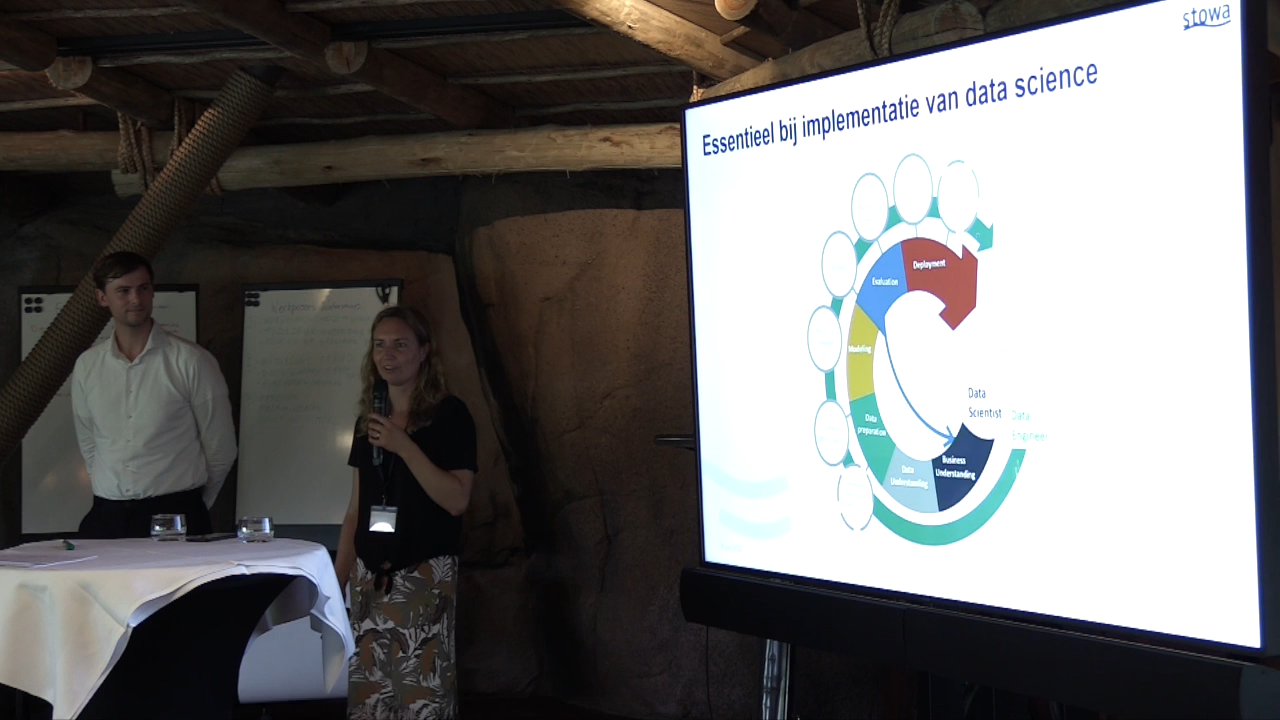 stowa
Essentieel bij implementatie van data science
Deployment
Evaluation
Modeling
Data
preparation
Data
Understanding
Business
Understanding
Data
Scientist
Data
Engineer